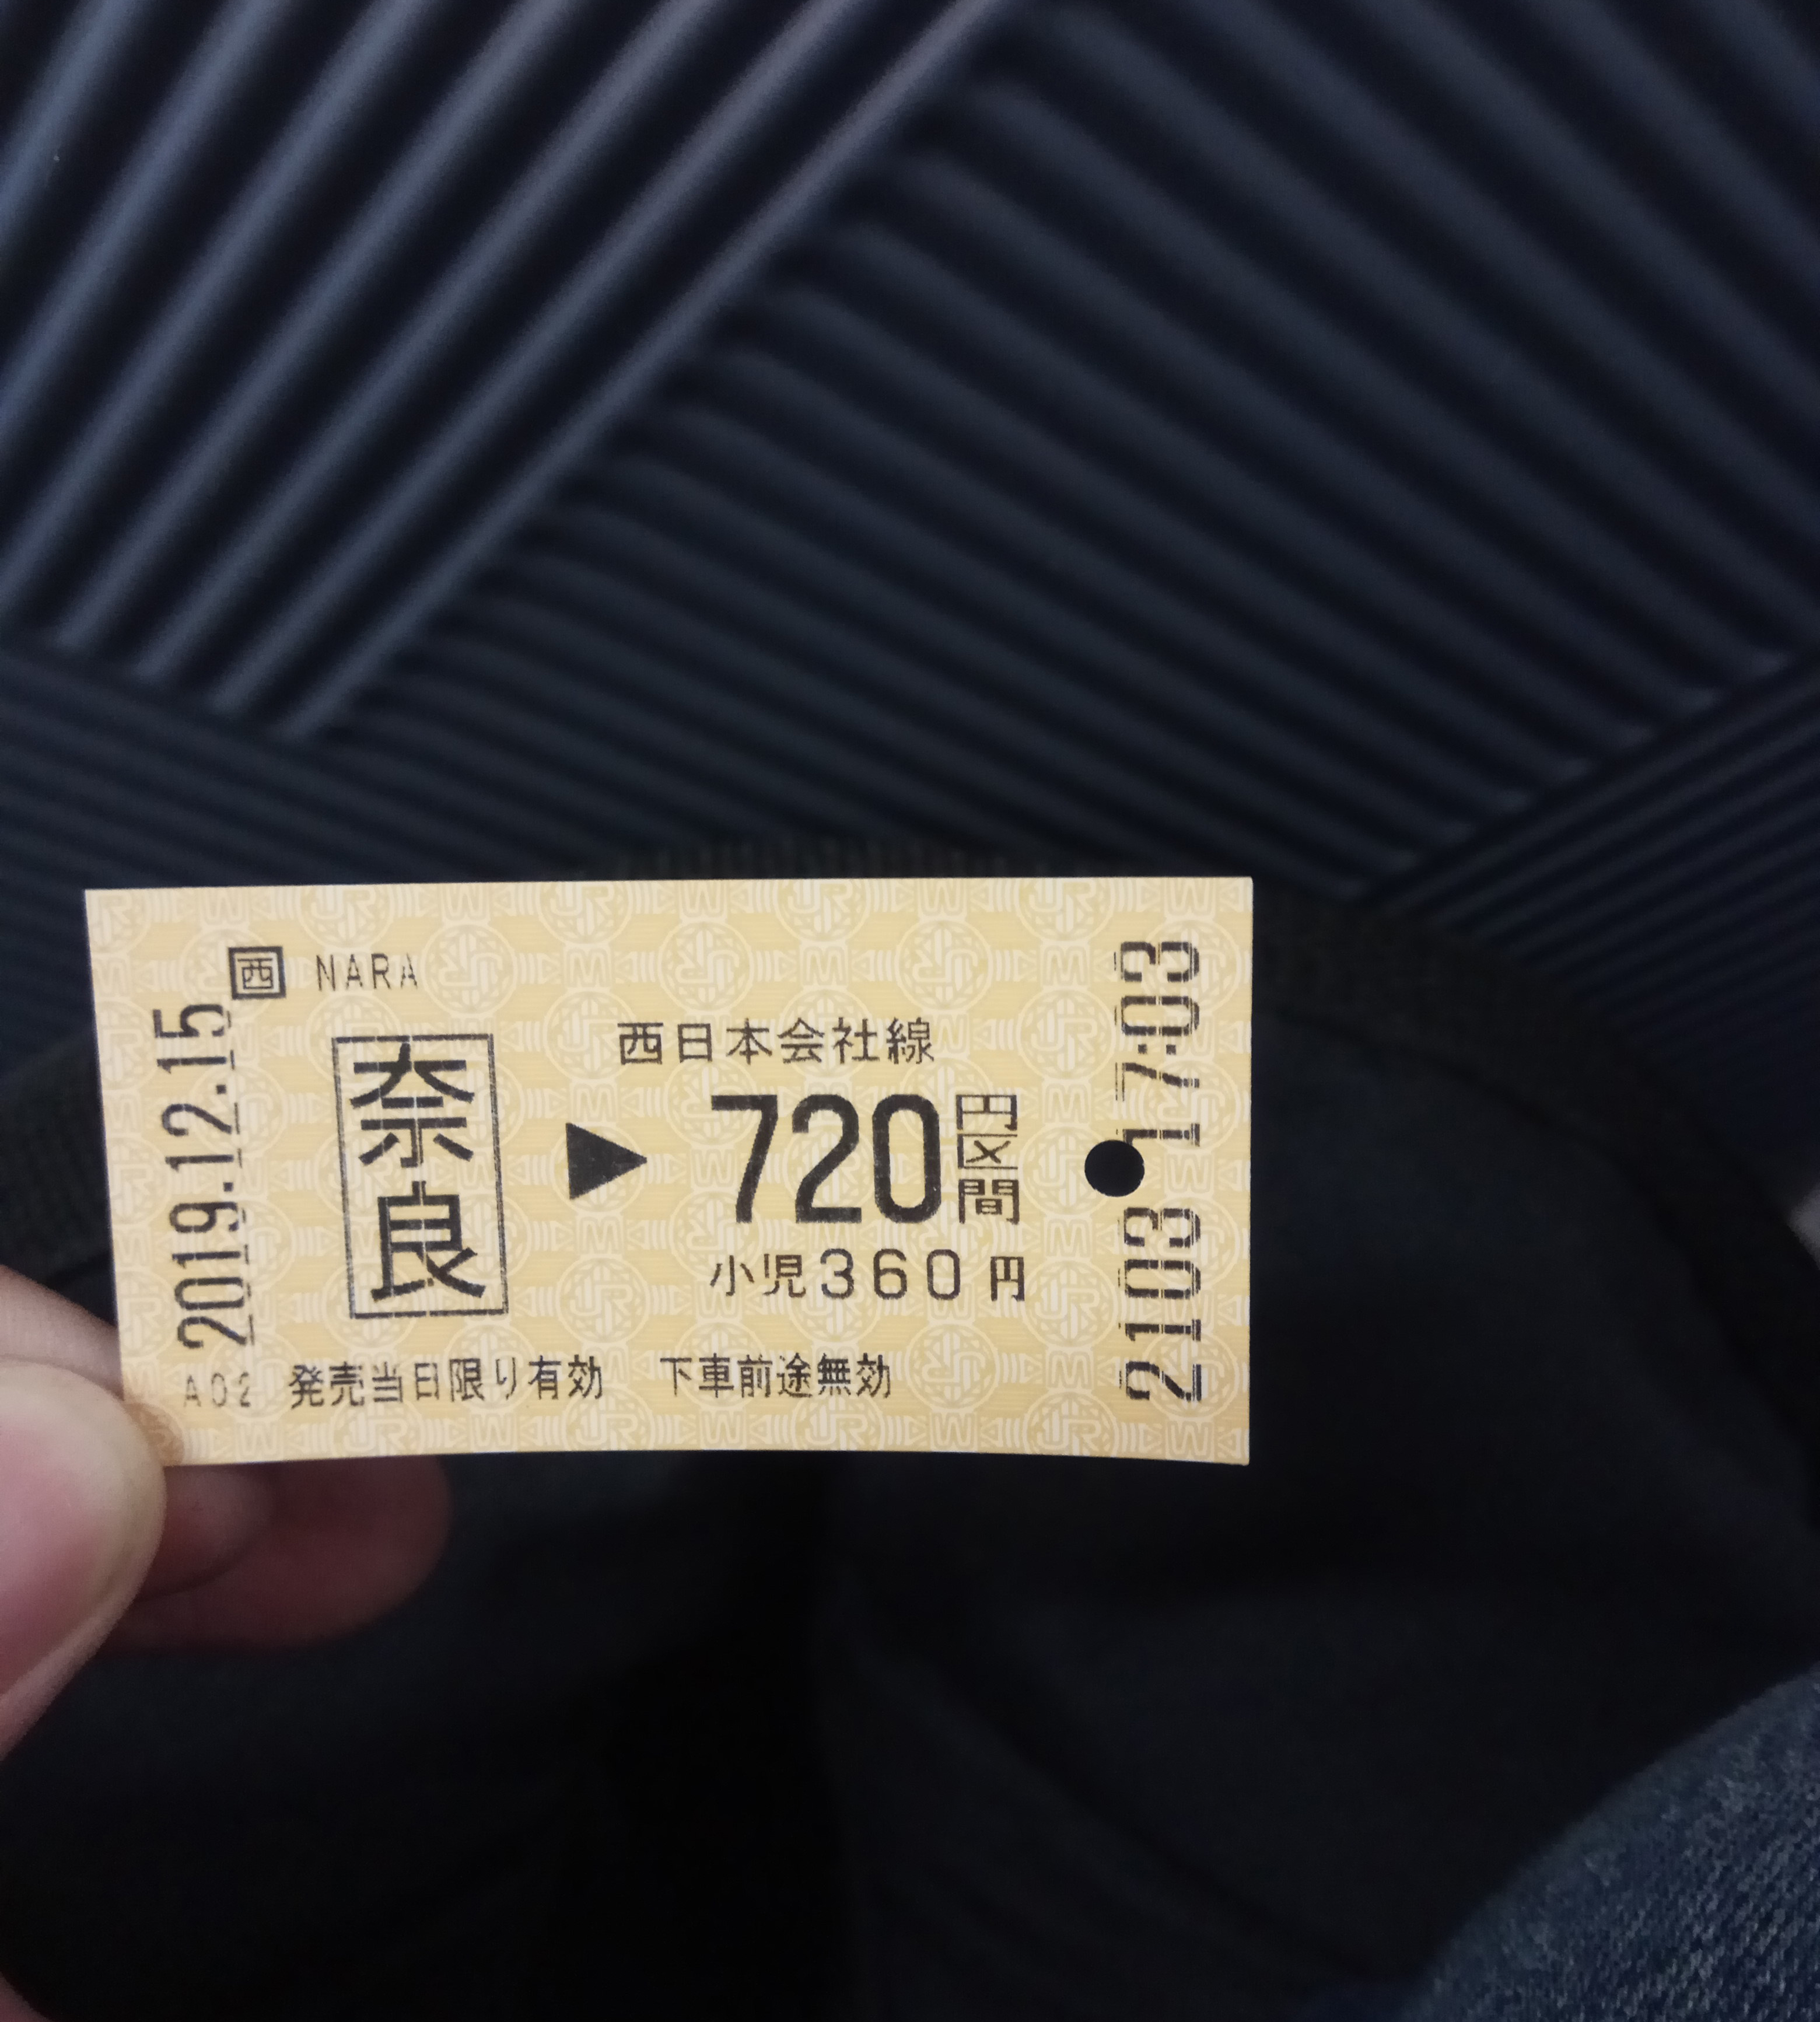 西 NARA
2019.12.15
奈良
西日本会社線
▶ 720円区間
小児360円
2103 17:03
A02 発売当日限り有効 下車前途無効